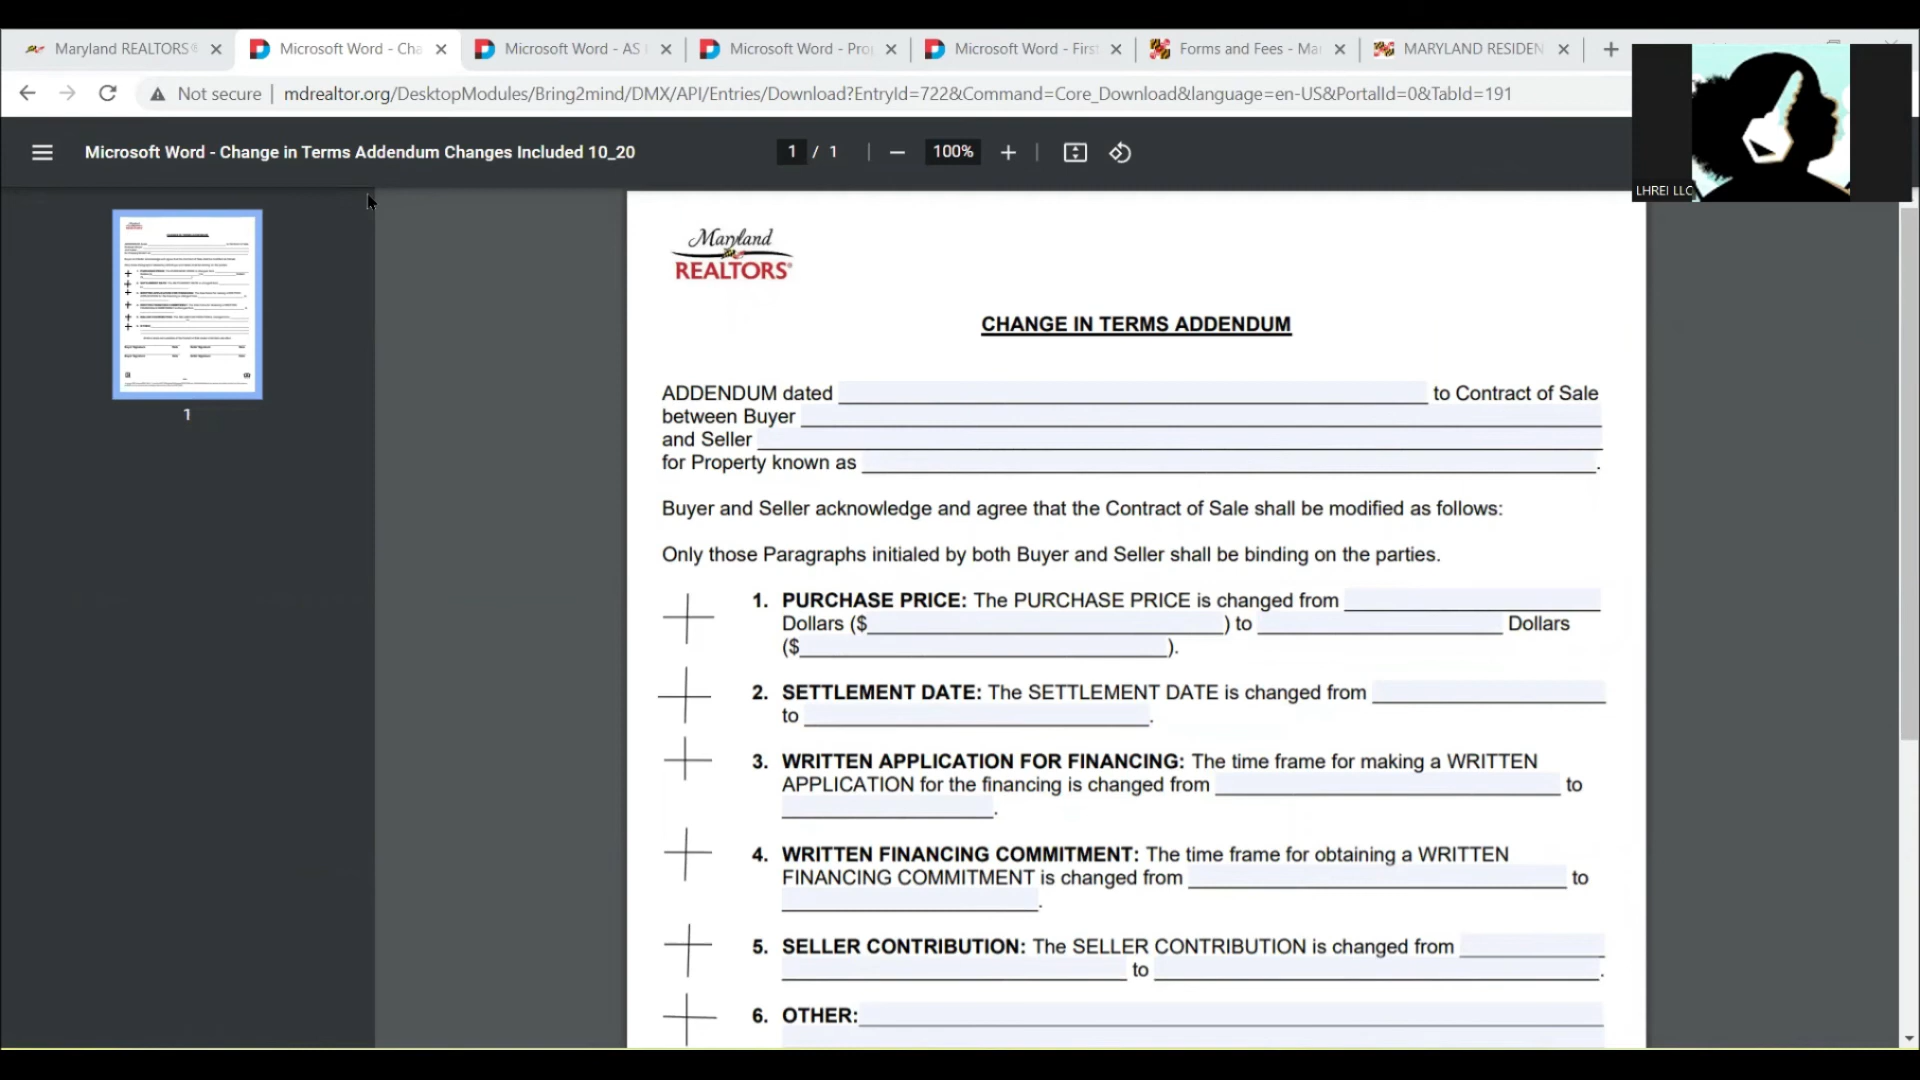 Maryland REALTORS®
Microsoft Word - Cha
Microsoft Word - AS I
Microsoft Word - Pro
Microsoft Word - First
Forms and Fees - Ma
MARYLAND RESIDEN
Not secure | mdrealtor.org/DesktopModules/Bring2mind/DMX/API/Entries/Download?EntryId=722&Command=Core_Download&language=en-US&PortalId=0&TabId=191
LHREI LLC
Microsoft Word - Change in Terms Addendum Changes Included 10_20
1 / 1
100%
1
Maryland
REALTORS®
CHANGE IN TERMS ADDENDUM
ADDENDUM dated to Contract of Sale
between Buyer
and Seller
for Property known as .
Buyer and Seller acknowledge and agree that the Contract of Sale shall be modified as follows:
Only those Paragraphs initialed by both Buyer and Seller shall be binding on the parties.
1. PURCHASE PRICE: The PURCHASE PRICE is changed from
Dollars ($ ) to Dollars
($ ).
2. SETTLEMENT DATE: The SETTLEMENT DATE is changed from
to .
3. WRITTEN APPLICATION FOR FINANCING: The time frame for making a WRITTEN
APPLICATION for the financing is changed from to
.
4. WRITTEN FINANCING COMMITMENT: The time frame for obtaining a WRITTEN
FINANCING COMMITMENT is changed from to
.
5. SELLER CONTRIBUTION: The SELLER CONTRIBUTION is changed from
to .
6. OTHER: